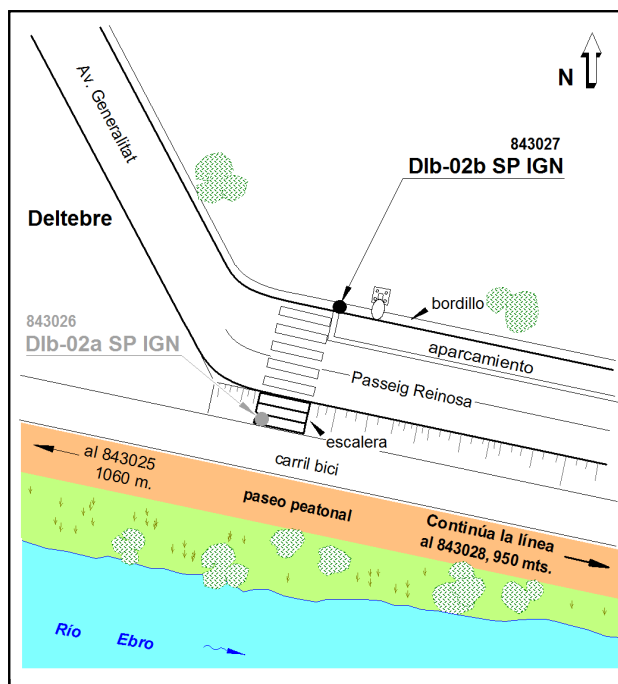 Av. Generalitat
N
843027
Dlb-02b SP IGN
Deltebre
bordillo
843026
Dlb-02a SP IGN
aparcamiento
Passeig Reinosa
escalera
carril bici
al 843025
1060 m.
paseo peatonal
Continúa la línea
al 843028, 950 mts.
Río Ebro